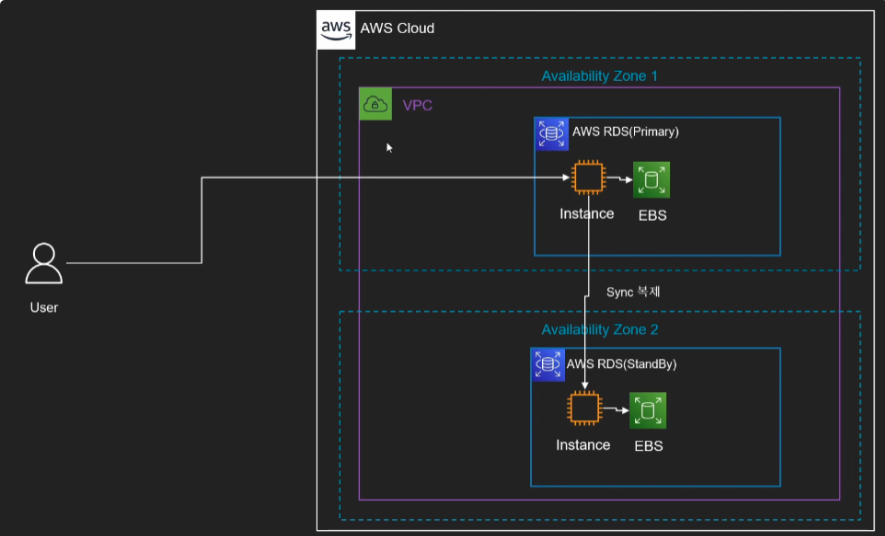 aws
AWS Cloud
Availability Zone 1
VPC
AWS RDS(Primary)
Instance
EBS
User
Sync 복제
Availability Zone 2
AWS RDS(StandBy)
Instance
EBS